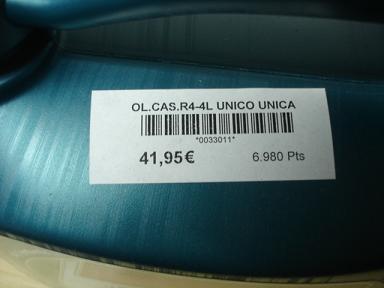 OL.CAS.R4-4L UNICO UNICA
*0033011*
41,95€ 6.980 Pts